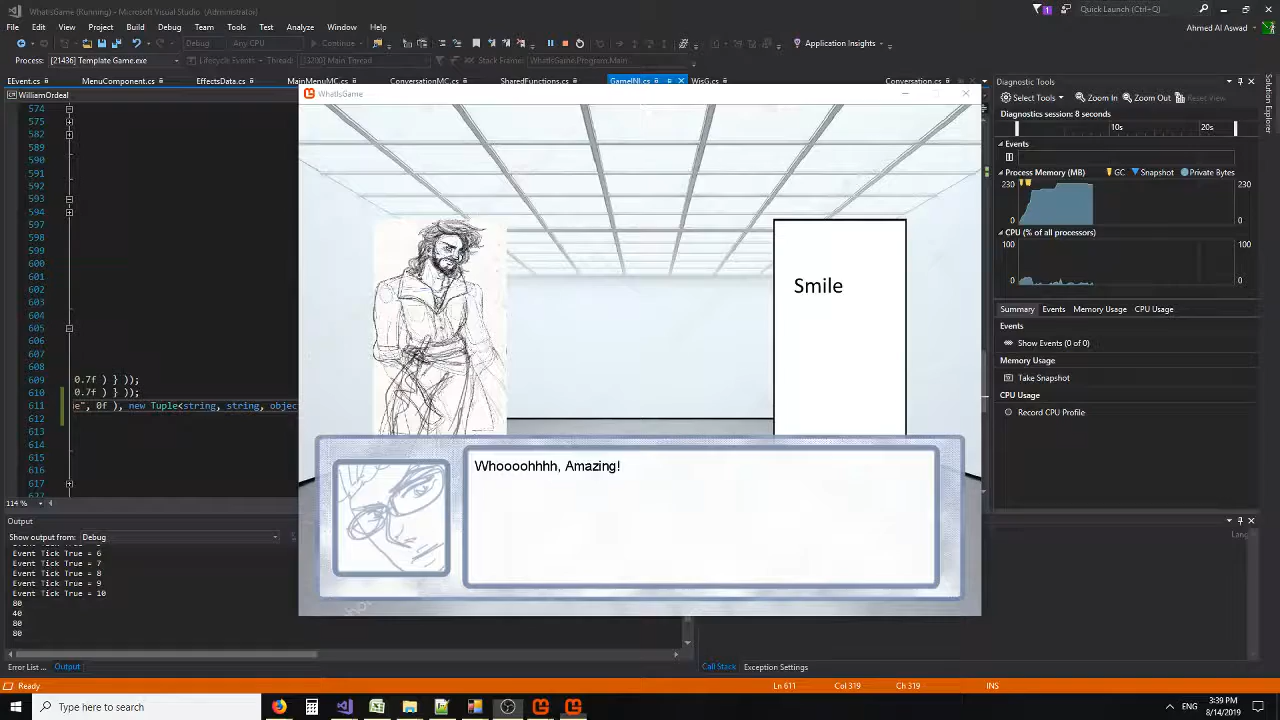 WhatIsGame (Running) - Microsoft Visual Studio (Administrator)
Quick Launch (Ctrl+Q)
File Edit View Project Build Debug Team Tools Test Analyze Window Help
Ahmed Al Aswad
Debug Any CPU Continue Application Insights
Process: [21436] Template Game.exe Lifecycle Events Thread: [3200] Main Thread Stack Frame: WhatIsGame.Program.Main
EEvent.cs MenuComponent.cs EffectsData.cs MainMenuMC.cs ConversationMC.cs SharedFunctions.cs GameINI.cs WisG.cs Conversation.cs
WilliamOrdeal
WhatIsGame
574
575
582
589
590
591
592
593
594
597
598
599
600
601
602
603
604
605
606
607
608
609 0.7f ) } ));
610 0.7f ) } ));
611 e", 0f ), new Tuple<string, string, objec
612
613
614
615
616
617
627
114 %
Smile
Whoooohhhh, Amazing!
Diagnostic Tools
Select Tools Zoom In Zoom Out Reset View
Diagnostics session: 8 seconds
10s 20s
Events
Process Memory (MB) GC Snapshot Private Bytes
230 230
0 0
CPU (% of all processors)
100 100
0 0
Summary Events Memory Usage CPU Usage
Events
Show Events (0 of 0)
Memory Usage
Take Snapshot
CPU Usage
Record CPU Profile
Solution Explorer
Output
Show output from: Debug
Event Tick True = 6
Event Tick True = 7
Event Tick True = 8
Event Tick True = 9
Event Tick True = 10
80
40
80
80
Lang
Error List ... Output
Call Stack Exception Settings
Ready Ln 611 Col 319 Ch 319 INS
Type here to search
ENG
3:39 PM
8/14/2019